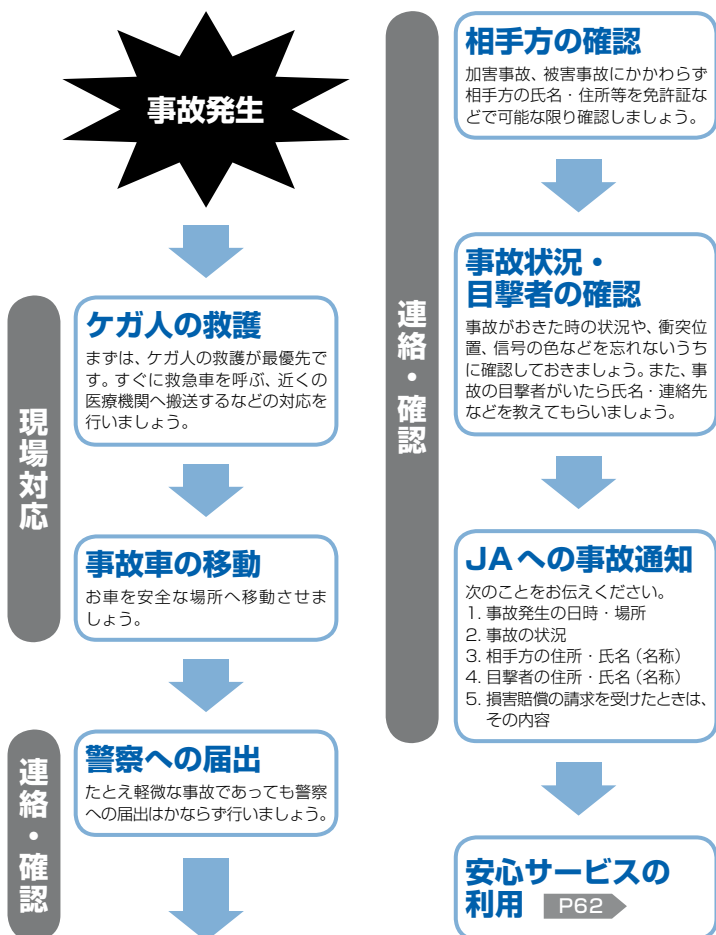 事故発生
現場対応
ケガ人の救護
まずは、ケガ人の救護が最優先で
す。すぐに救急車を呼ぶ、近くの
医療機関へ搬送するなどの対応を
行いましょう。
事故車の移動
お車を安全な場所へ移動させま
しょう。
連絡・確認
警察への届出
たとえ軽微な事故であっても警察
への届出はかならず行いましょう。
連絡・確認
相手方の確認
加害事故、被害事故にかかわらず
相手方の氏名・住所等を免許証な
どで可能な限り確認しましょう。
事故状況・
目撃者の確認
事故がおきた時の状況や、衝突位
置、信号の色などを忘れないうち
に確認しておきましょう。また、事
故の目撃者がいたら氏名・連絡先
などを教えてもらいましょう。
JAへの事故通知
次のことをお伝えください。
1. 事故発生の日時・場所
2. 事故の状況
3. 相手方の住所・氏名（名称）
4. 目撃者の住所・氏名（名称）
5. 損害賠償の請求を受けたときは、
その内容
安心サービスの
利用 P62